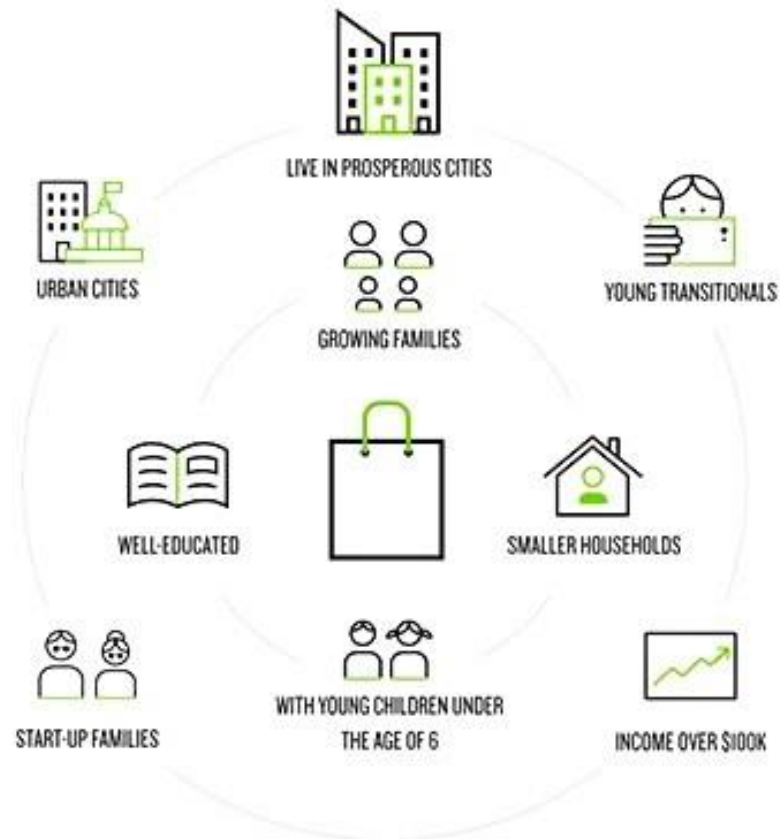 LIVE IN PROSPEROUS CITIES
URBAN CITIES
YOUNG TRANSITIONALS
GROWING FAMILIES
WELL-EDUCATED
SMALLER HOUSEHOLDS
START-UP FAMILIES
WITH YOUNG CHILDREN UNDER
THE AGE OF 6
INCOME OVER $100K